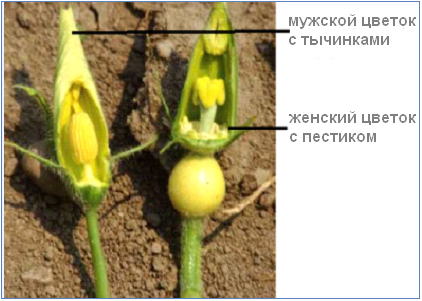 мужской цветок
с тычинками
женский цветок
с пестиком